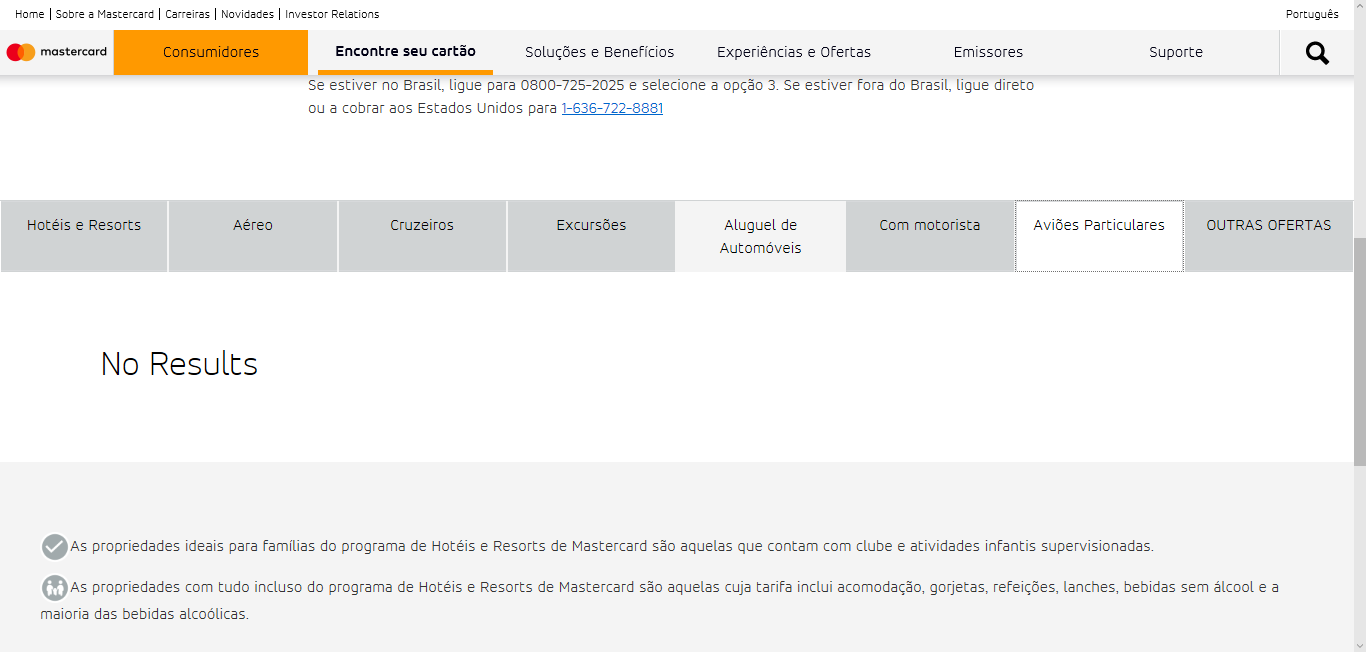 Home | Sobre a Mastercard | Carreiras | Novidades | Investor Relations
Português
mastercard
Consumidores
Encontre seu cartão
Soluções e Benefícios
Experiências e Ofertas
Emissores
Suporte
Se estiver no Brasil, ligue para 0800-725-2025 e selecione a opção 3. Se estiver fora do Brasil, ligue direto
ou a cobrar aos Estados Unidos para 1-636-722-8881
Hotéis e Resorts
Aéreo
Cruzeiros
Excursões
Aluguel de
Automóveis
Com motorista
Aviões Particulares
OUTRAS OFERTAS
No Results
As propriedades ideais para famílias do programa de Hotéis e Resorts de Mastercard são aquelas que contam com clube e atividades infantis supervisionadas.
As propriedades com tudo incluso do programa de Hotéis e Resorts de Mastercard são aquelas cuja tarifa inclui acomodação, gorjetas, refeições, lanches, bebidas sem álcool e a
maioria das bebidas alcoólicas.